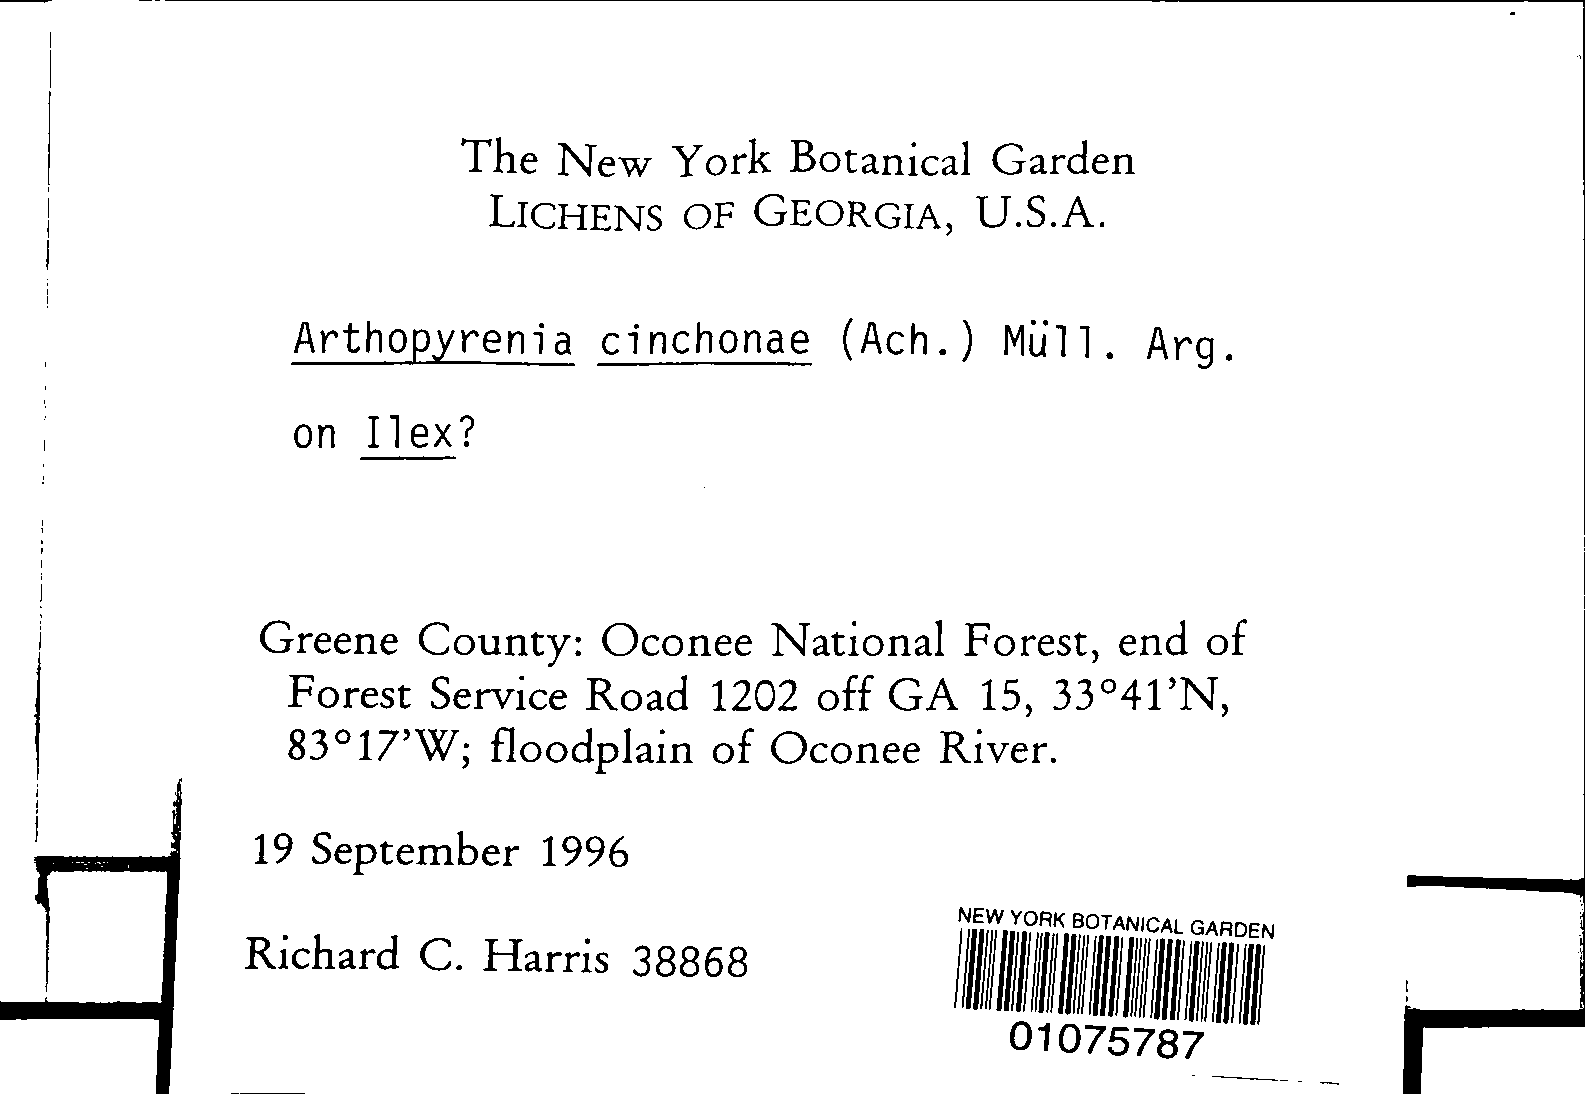 The New York Botanical Garden
LICHENS OF GEORGIA, U.S.A.
Arthopyrenia cinchonae (Ach.) Müll. Arg.
on Ilex?
Greene County: Oconee National Forest, end of
Forest Service Road 1202 off GA 15, 33°41'N,
83°17'W; floodplain of Oconee River.
19 September 1996
Richard C. Harris 38868
NEW YORK BOTANICAL GARDEN
01075787